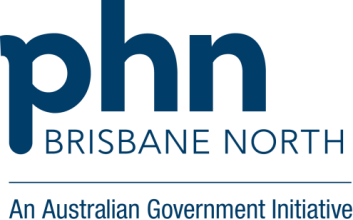 phn
BRISBANE NORTH
An Australian Government Initiative